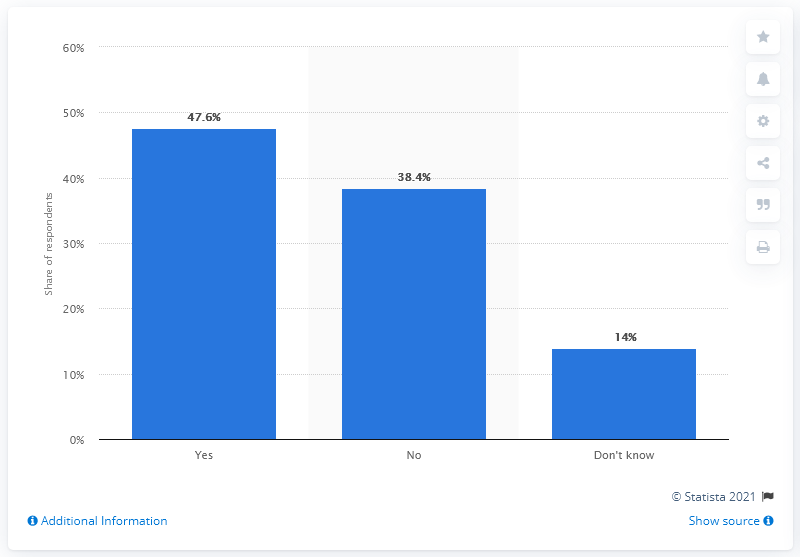 60%
50%
40%
30%
20%
10%
0%
Share of respondents
47.6%
38.4%
14%
Yes
No
Don't know
© Statista 2021
Additional Information
Show source